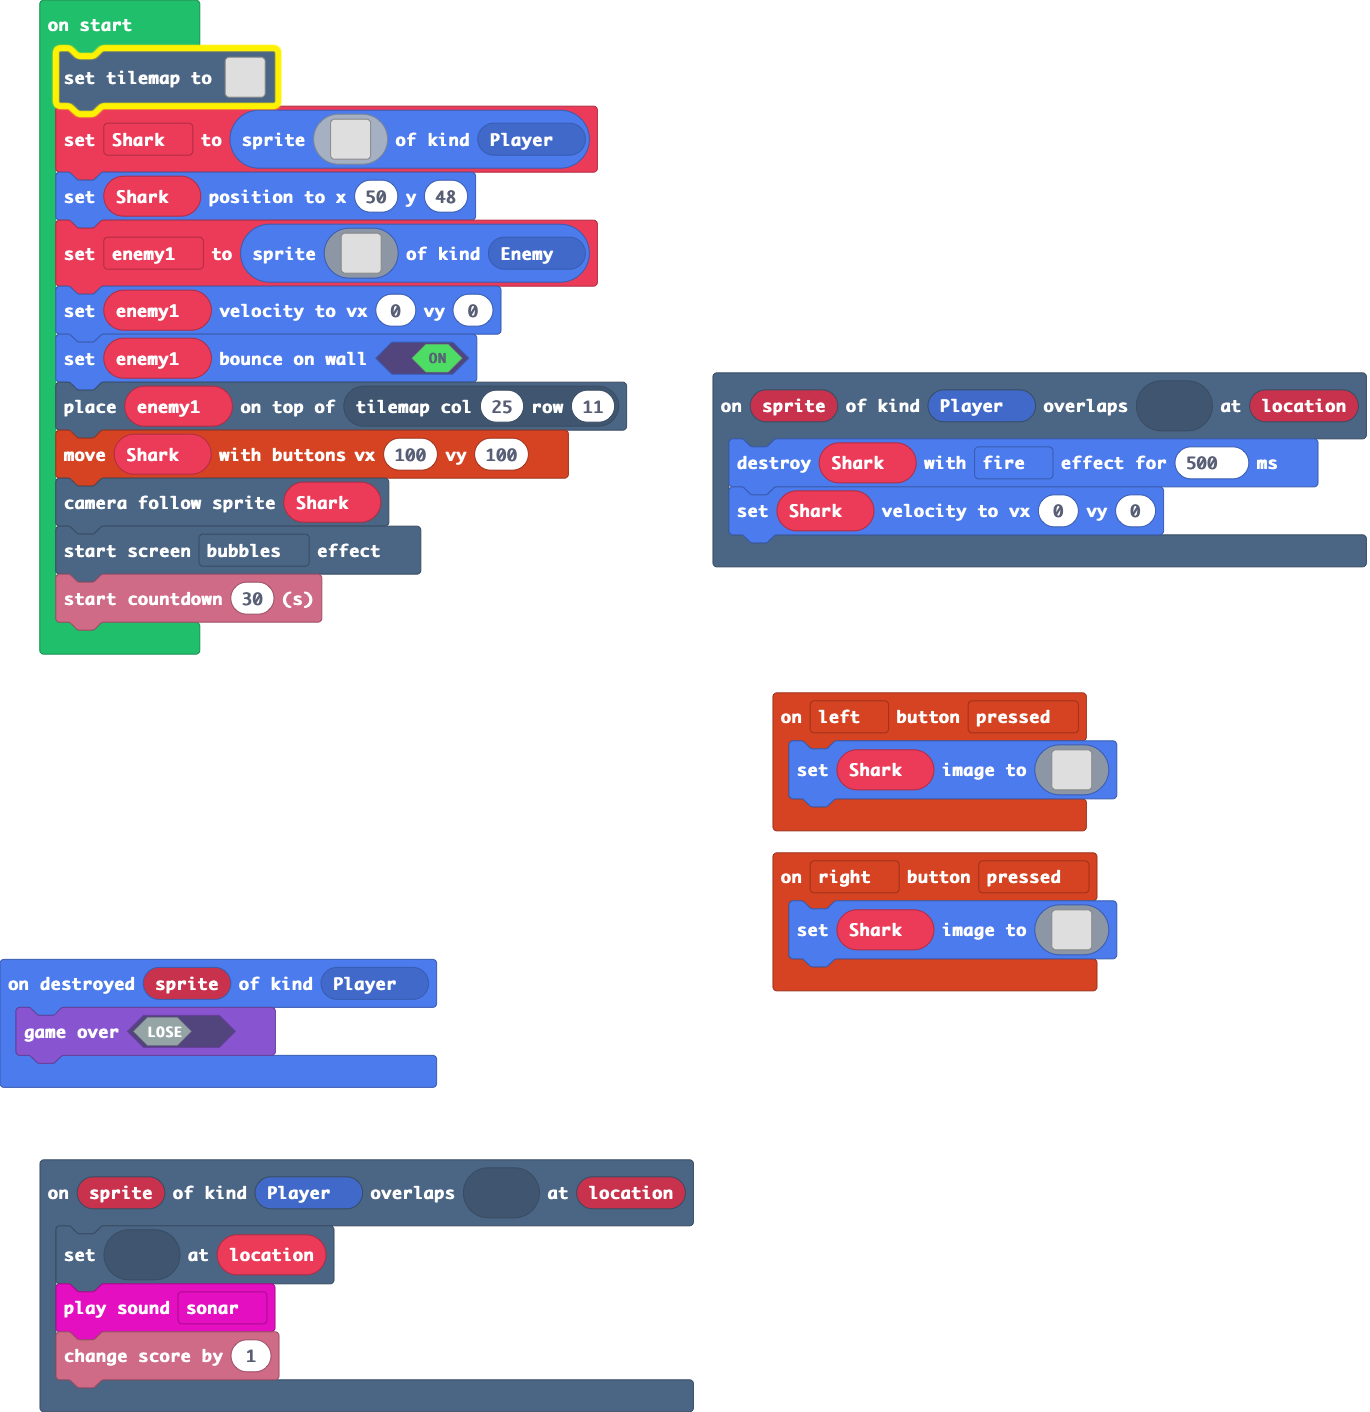 on start
set tilemap to
set Shark to sprite of kind Player
set Shark position to x 50 y 48
set enemy1 to sprite of kind Enemy
set enemy1 velocity to vx 0 vy 0
set enemy1 bounce on wall ON
place enemy1 on top of tilemap col 25 row 11
move Shark with buttons vx 100 vy 100
camera follow sprite Shark
start screen bubbles effect
start countdown 30 (s)
on sprite of kind Player overlaps at location
destroy Shark with fire effect for 500 ms
set Shark velocity to vx 0 vy 0
on left button pressed
set Shark image to
on right button pressed
set Shark image to
on destroyed sprite of kind Player
game over LOSE
on sprite of kind Player overlaps at location
set at location
play sound sonar
change score by 1